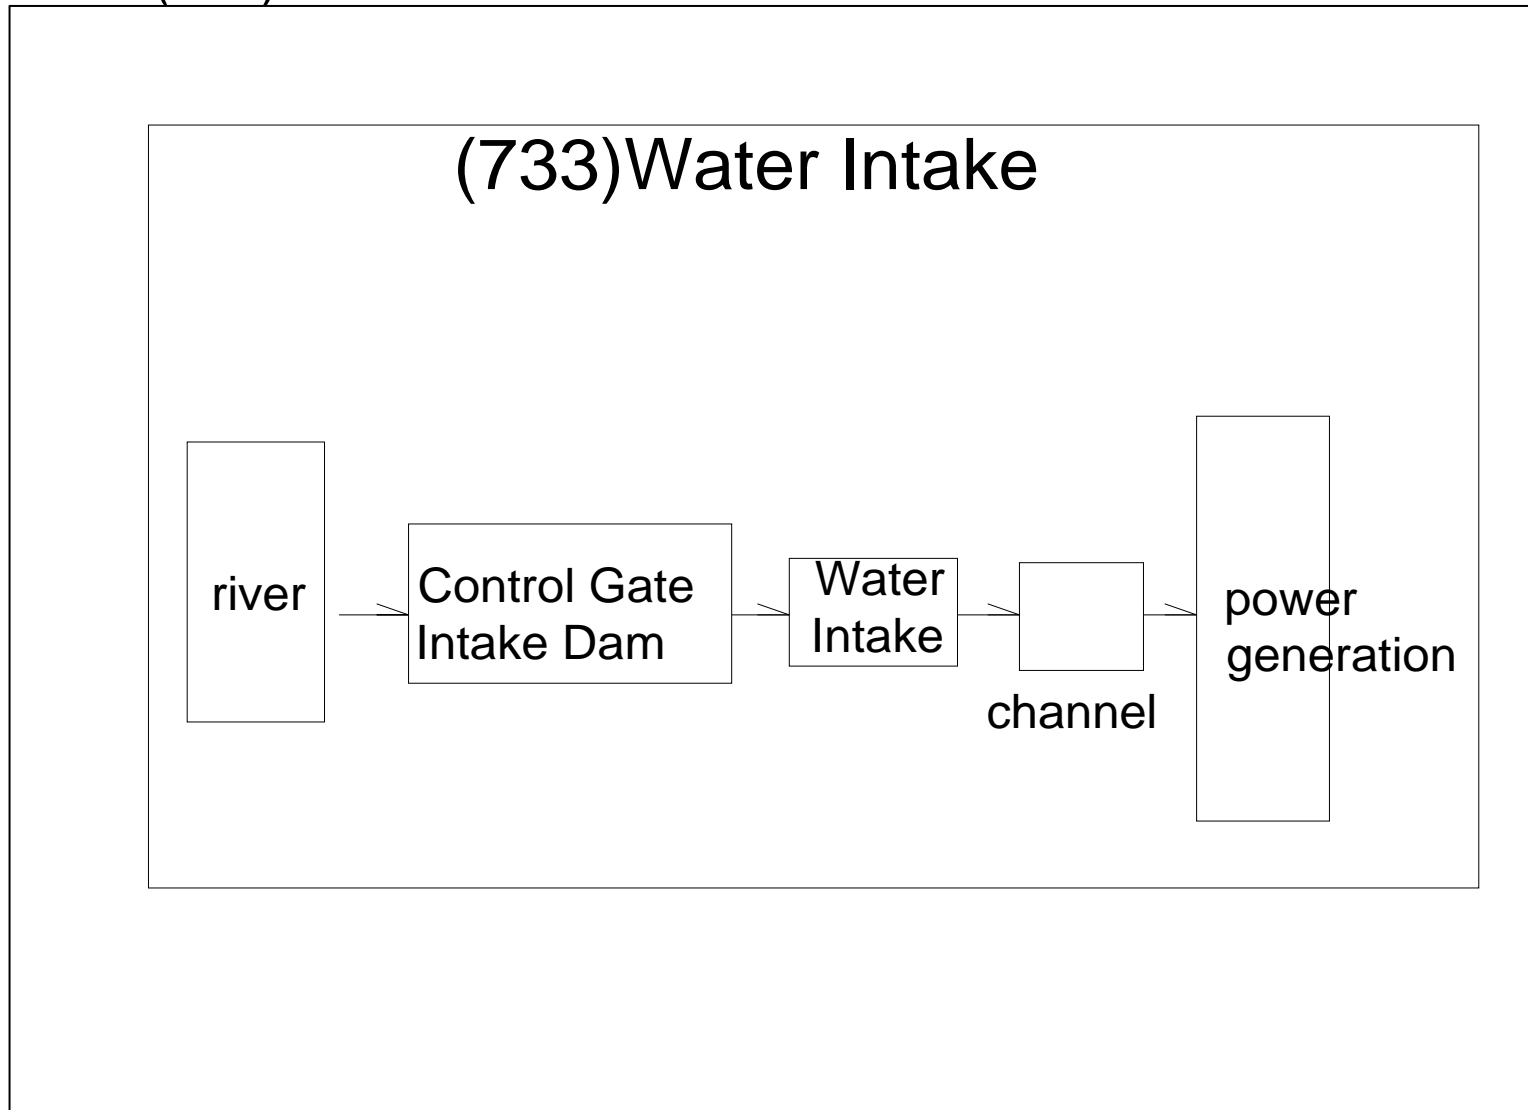 (733)Water Intake
river
Control Gate
Intake Dam
Water
Intake
channel
power
generation